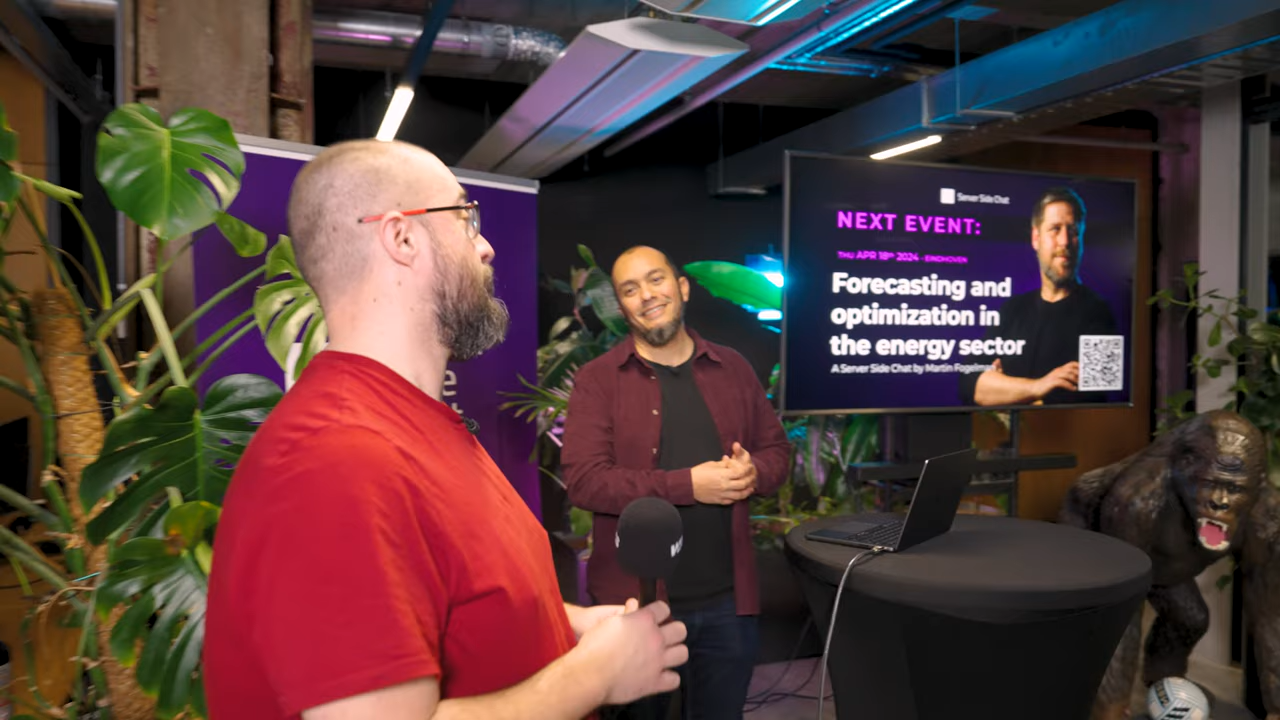 Server Side Chat
NEXT EVENT:
THU APR 18TH 2024 - EINDHOVEN
Forecasting and
optimization in
the energy sector
A Server Side Chat by Martin